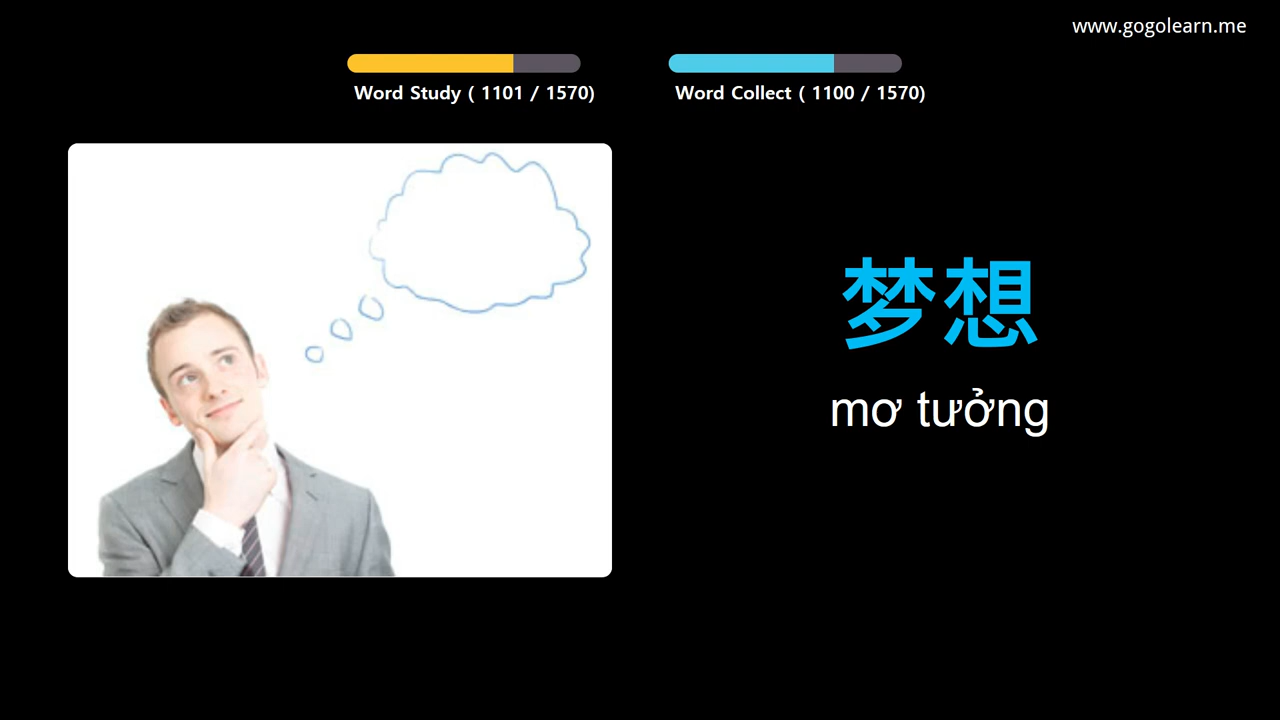 www.gogolearn.me
Word Study ( 1101 / 1570)
Word Collect ( 1100 / 1570)
梦想
mơ tưởng